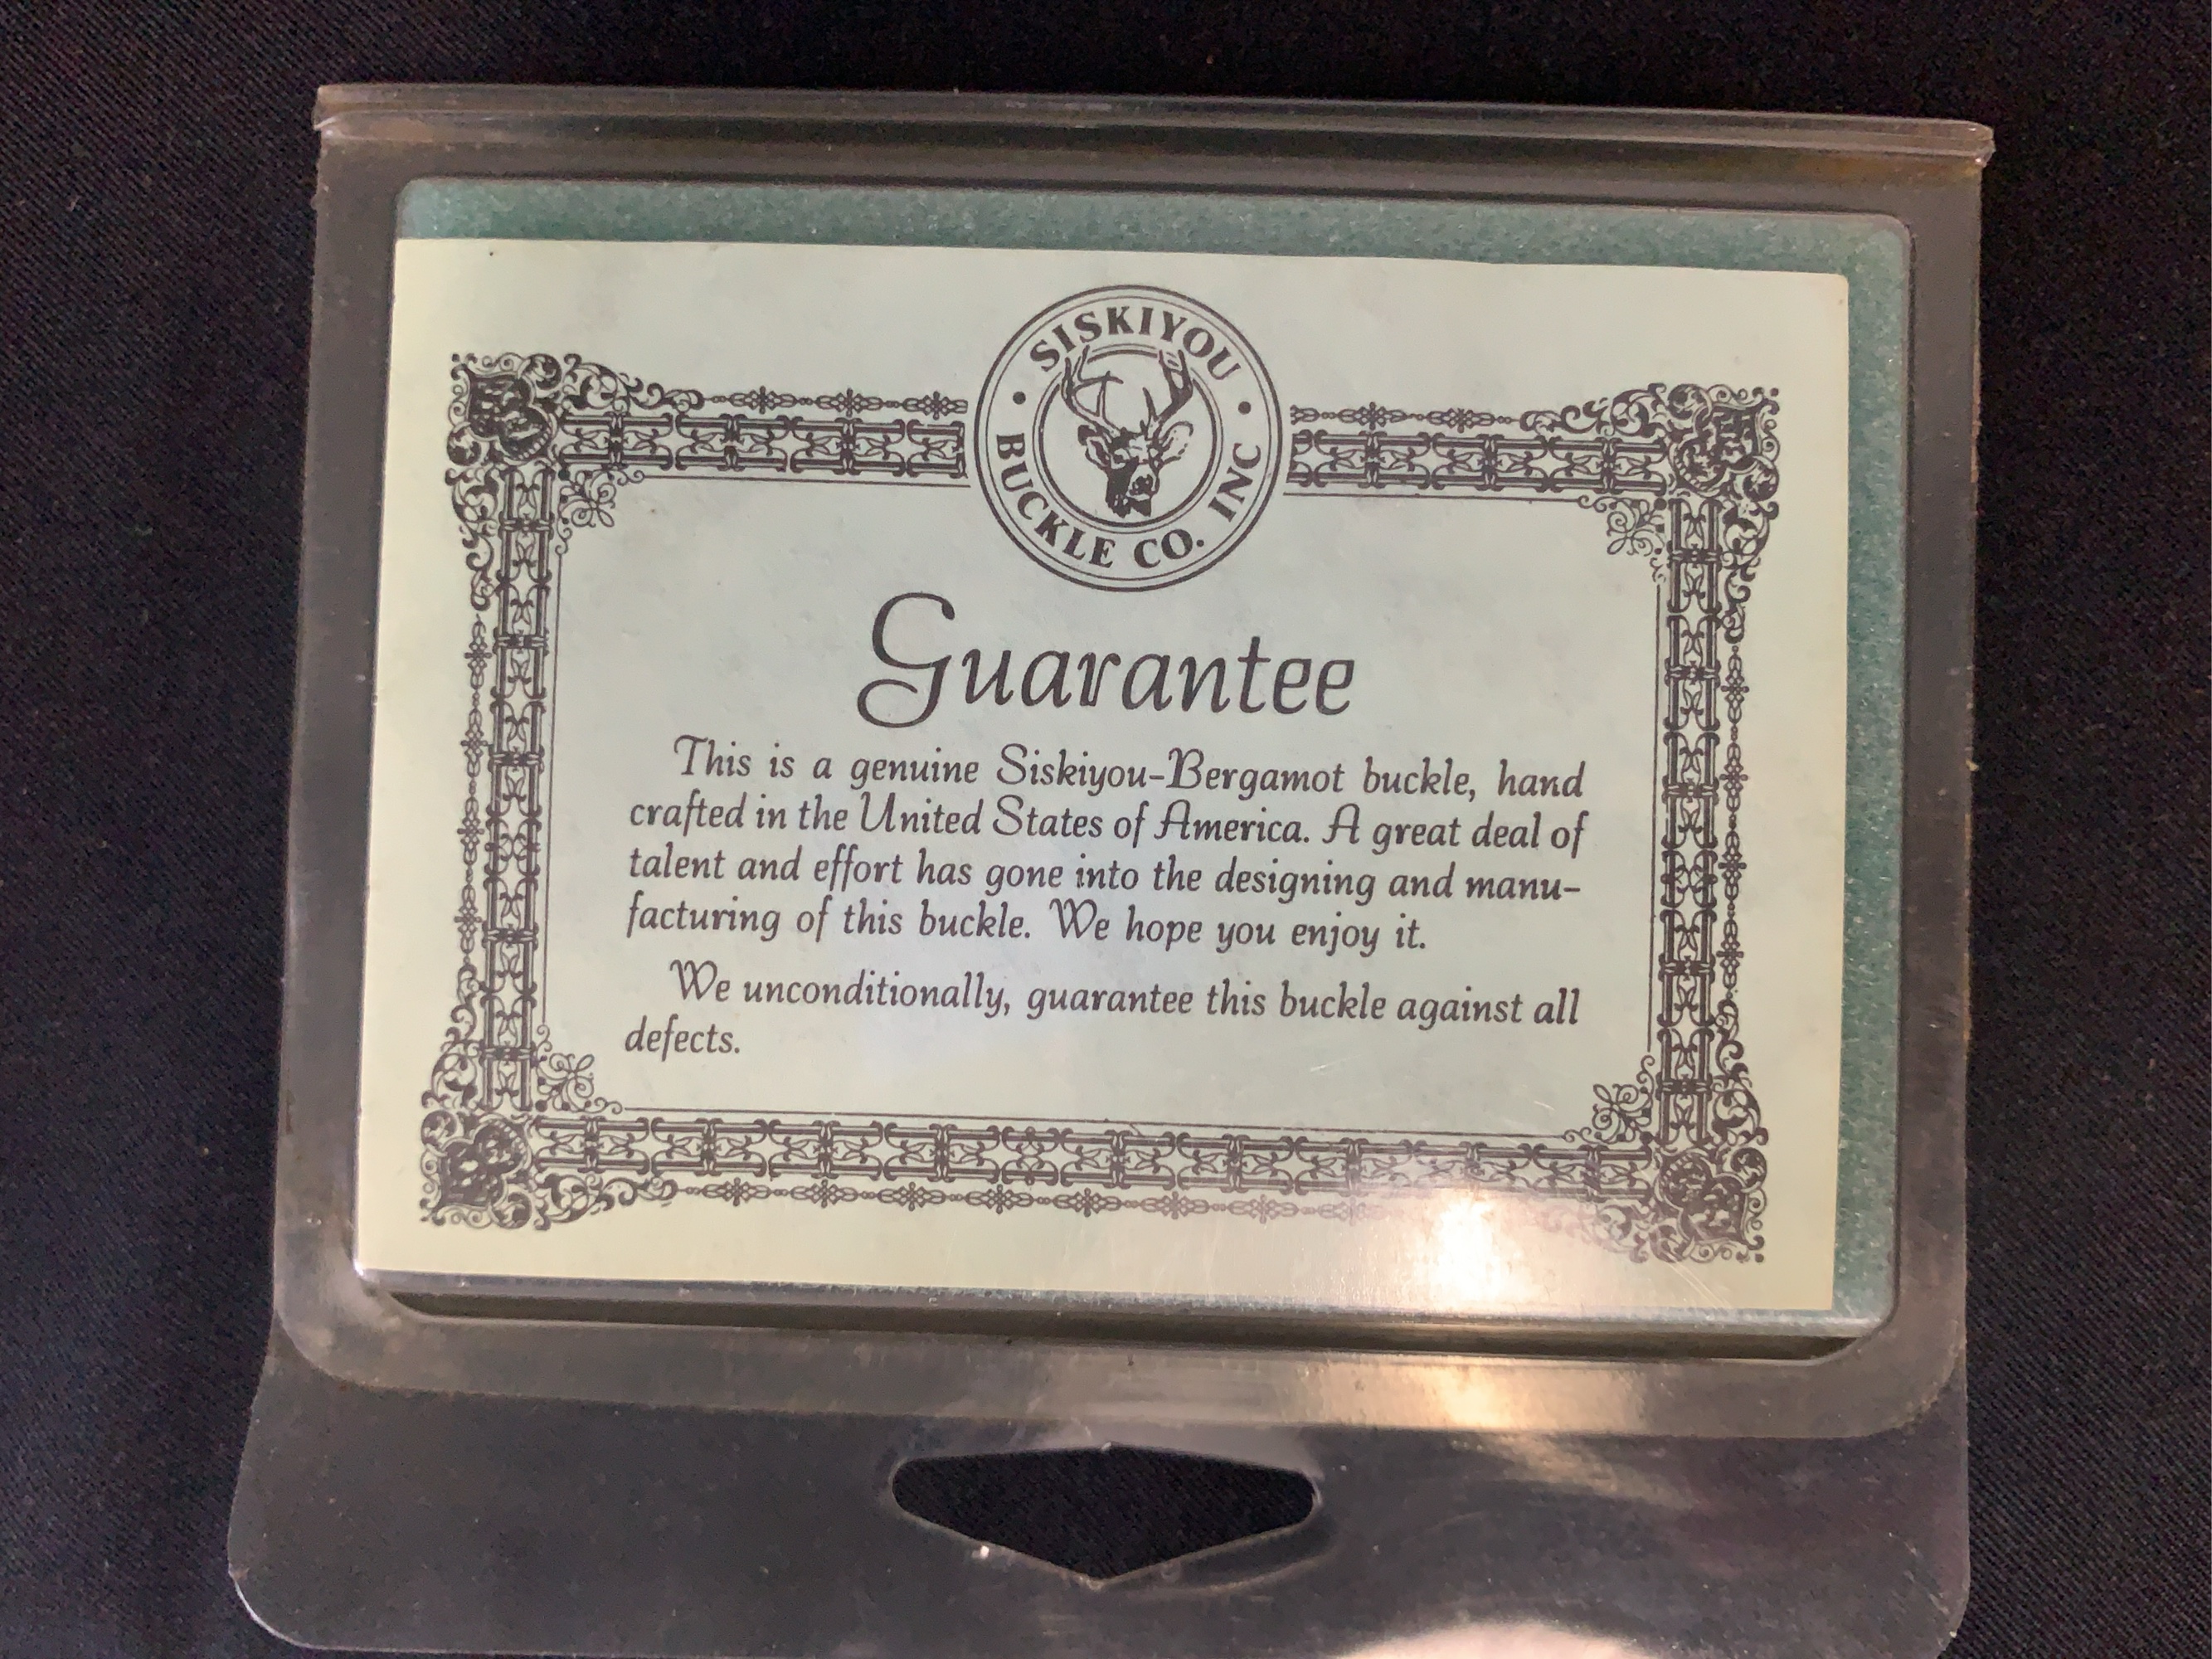 SISKIYOU
BUCKLE CO. INC
Guarantee
This is a genuine Siskiyou-Bergamot buckle, hand
crafted in the United States of America. A great deal of
talent and effort has gone into the designing and manu-
facturing of this buckle. We hope you enjoy it.
We unconditionally, guarantee this buckle against all
defects.